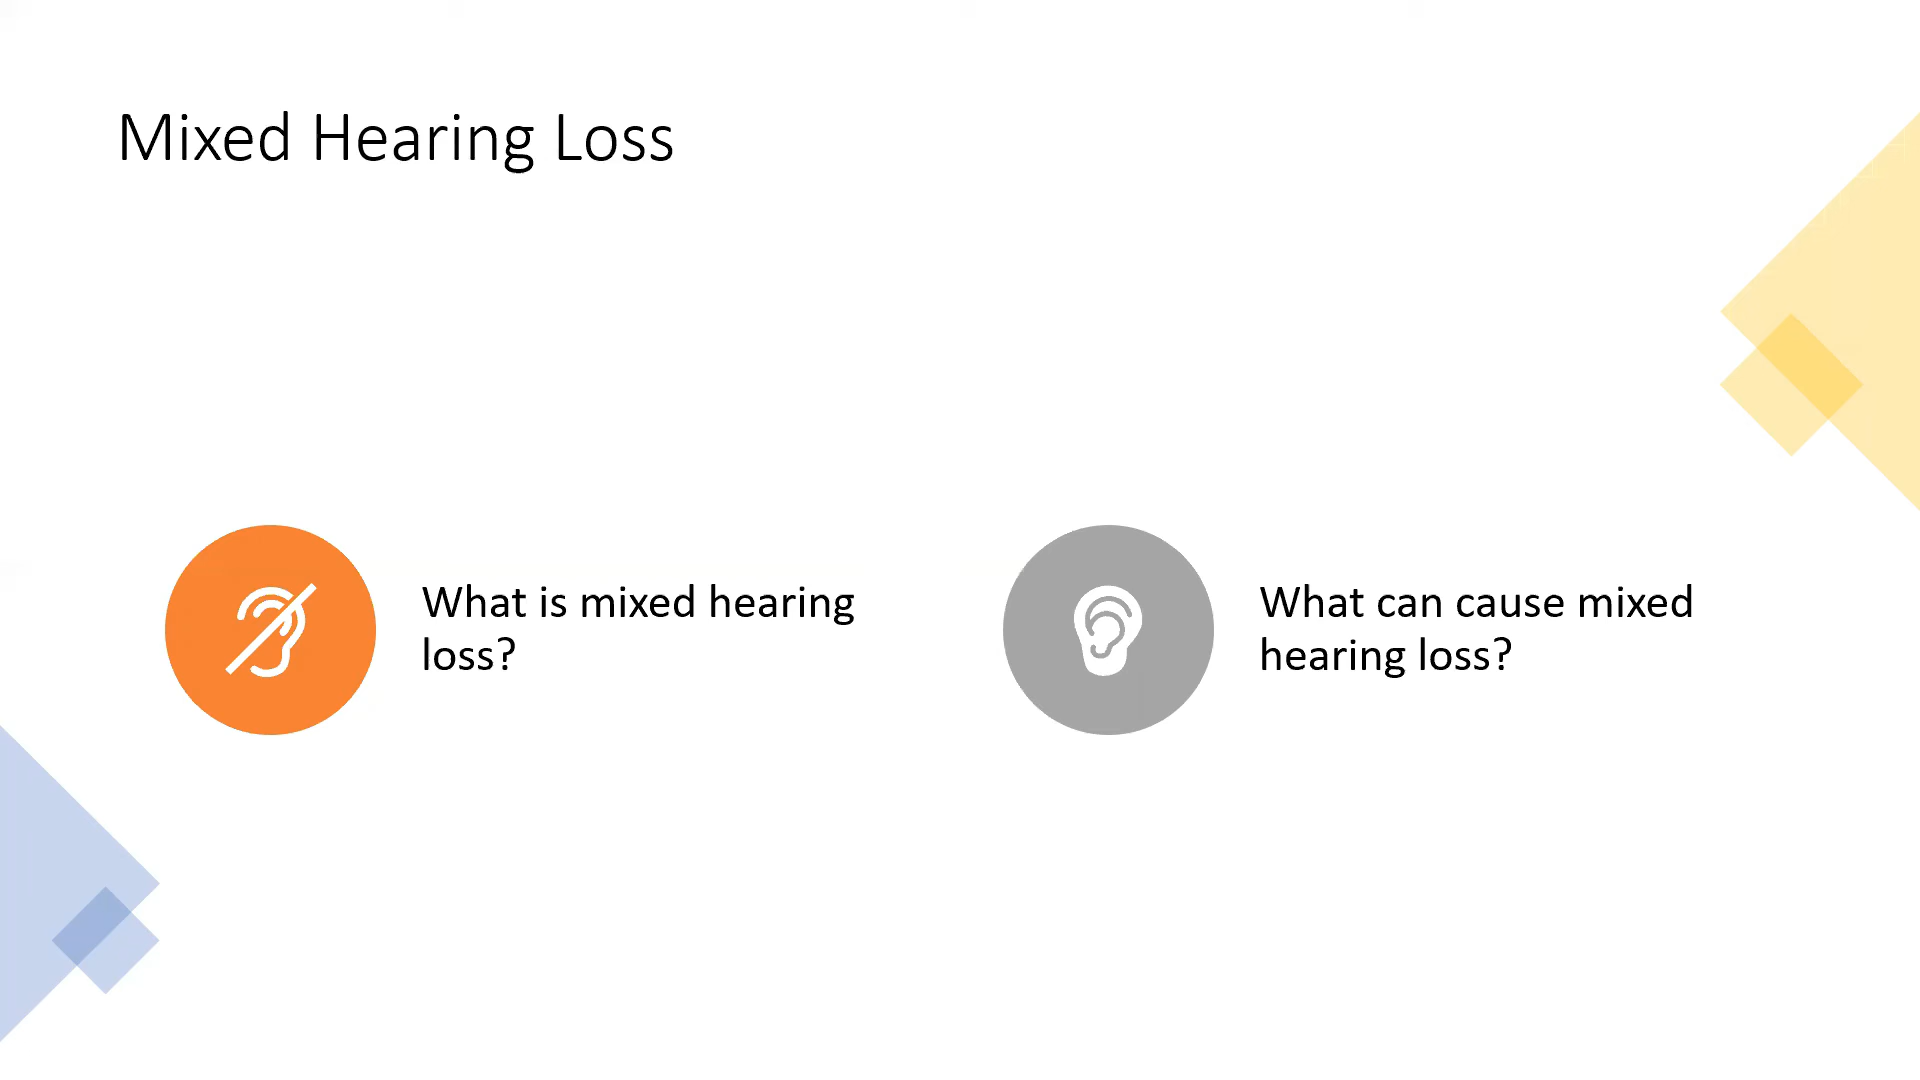 Mixed Hearing Loss
What is mixed hearing
loss?
What can cause mixed
hearing loss?